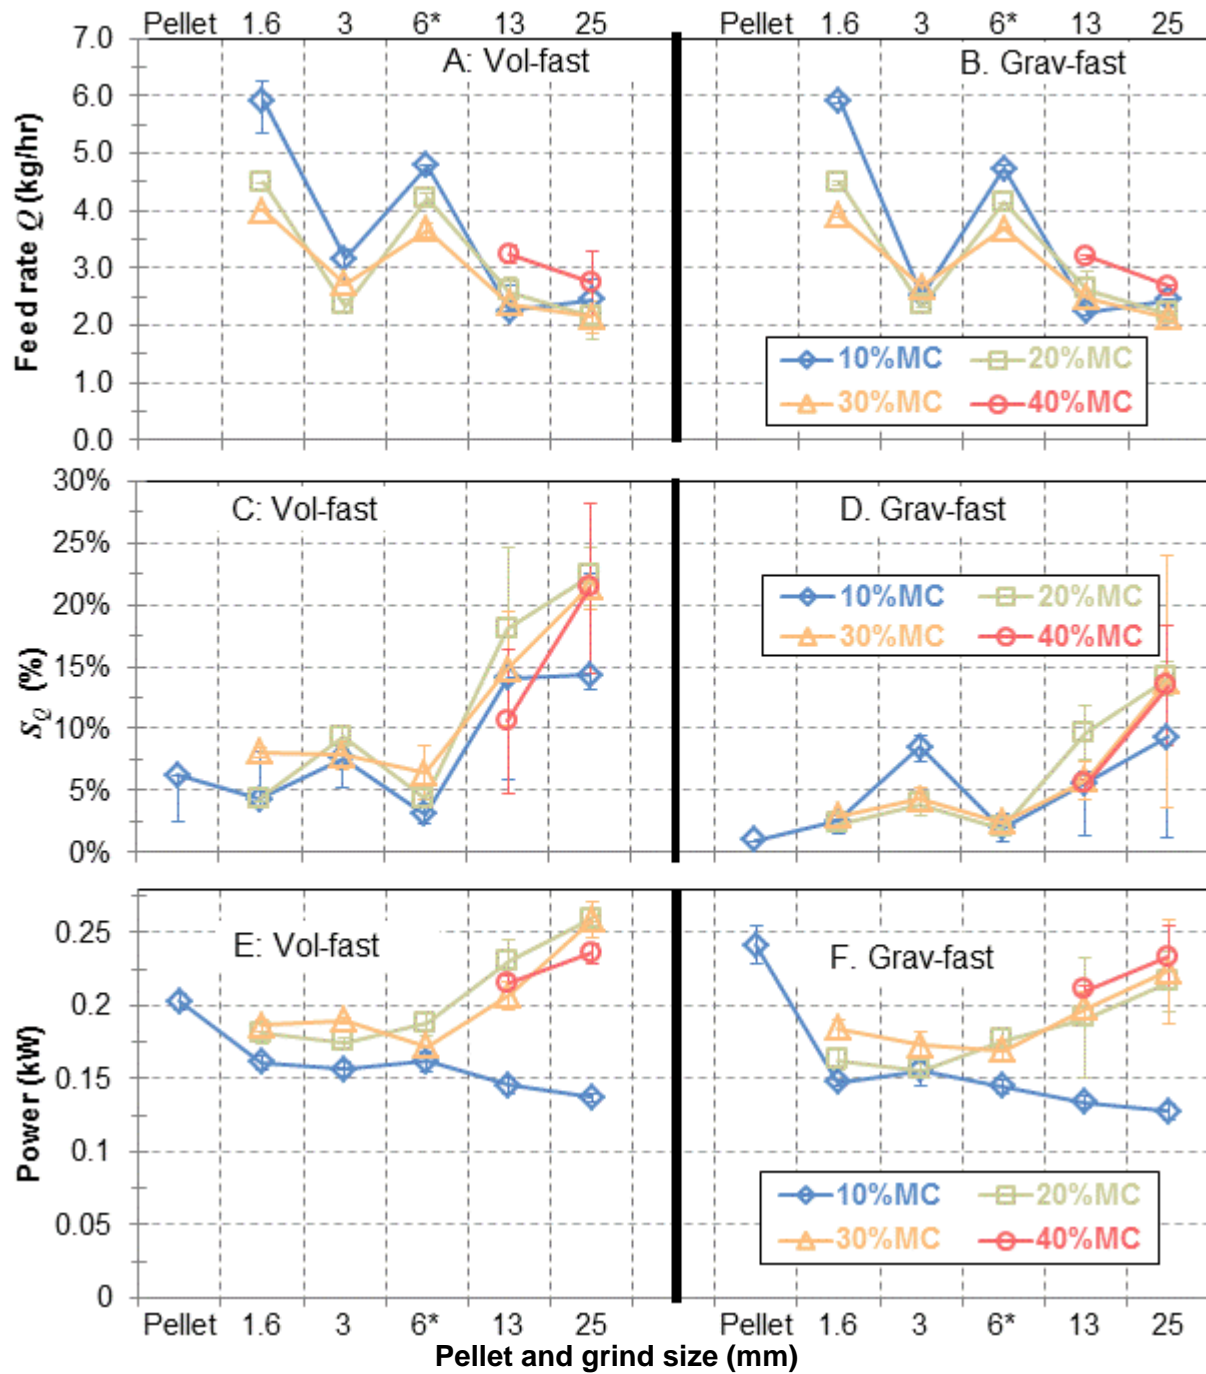 Pellet 1.6 3 6* 13 25 Pellet 1.6 3 6* 13 25
7.0
A: Vol-fast B. Grav-fast
6.0
5.0
4.0
3.0
2.0
1.0
0.0
Feed rate Q (kg/hr)
10%MC 20%MC
30%MC 40%MC
30%
C: Vol-fast D. Grav-fast
25%
20%
15%
10%
5%
0%
SQ (%)
10%MC 20%MC
30%MC 40%MC
E: Vol-fast F. Grav-fast
0.25
0.2
0.15
0.1
0.05
0
Power (kW)
10%MC 20%MC
30%MC 40%MC
Pellet 1.6 3 6* 13 25 Pellet 1.6 3 6* 13 25
Pellet and grind size (mm)